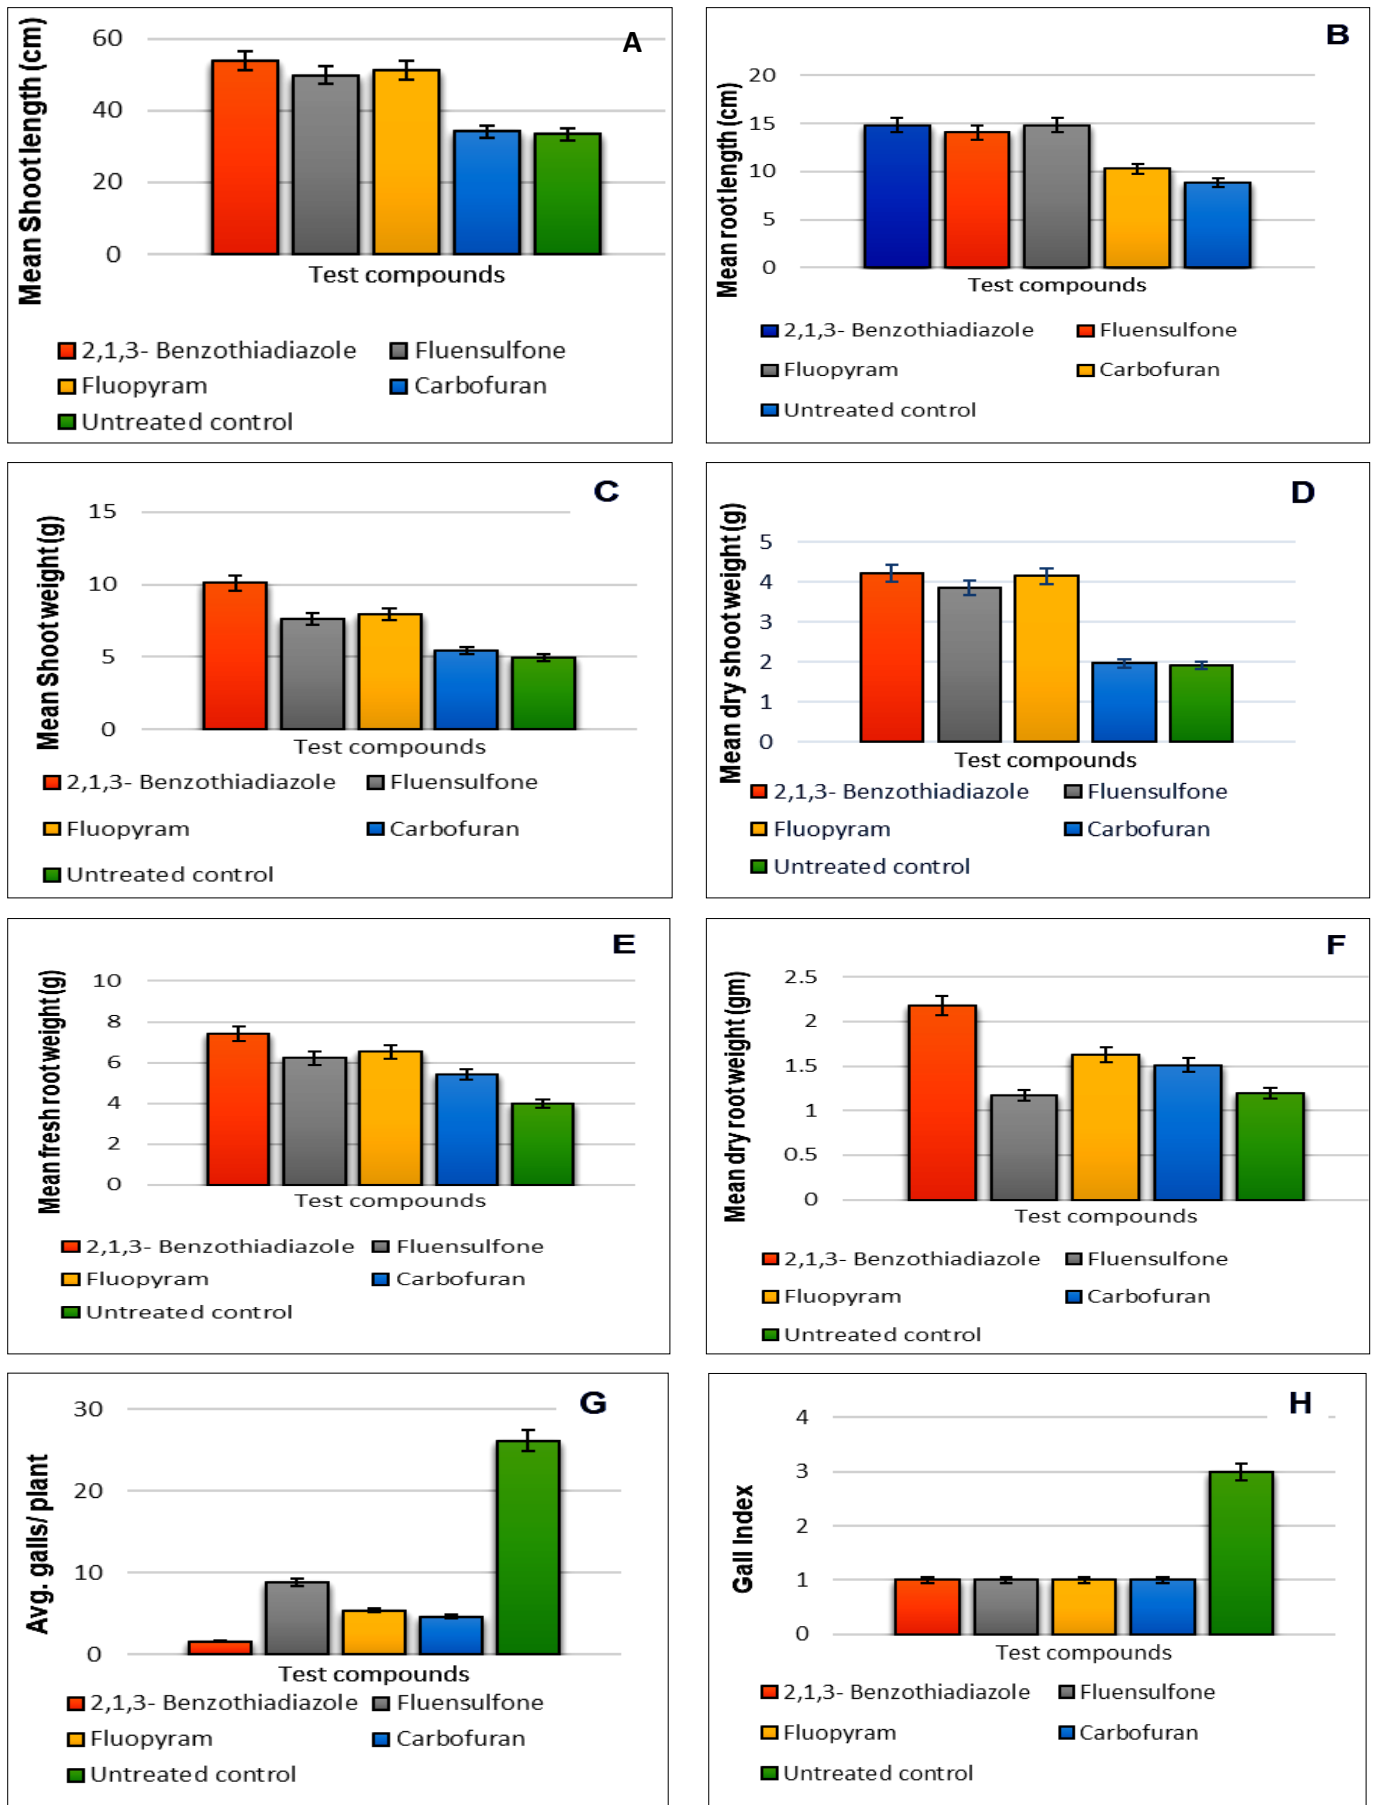 A
Mean Shoot length (cm)
60
40
20
0
Test compounds
2,1,3- Benzothiadiazole
Fluensulfone
Fluopyram
Carbofuran
Untreated control
B
Mean root length (cm)
20
15
10
5
0
Test compounds
2,1,3- Benzothiadiazole
Fluensulfone
Fluopyram
Carbofuran
Untreated control
C
Mean Shoot weight (g)
15
10
5
0
Test compounds
2,1,3- Benzothiadiazole
Fluensulfone
Fluopyram
Carbofuran
Untreated control
D
Mean dry shoot weight (g)
5
4
3
2
1
0
Test compounds
2,1,3- Benzothiadiazole
Fluensulfone
Fluopyram
Carbofuran
Untreated control
E
Mean fresh root weight (g)
10
8
6
4
2
0
Test compounds
2,1,3- Benzothiadiazole
Fluensulfone
Fluopyram
Carbofuran
Untreated control
F
Mean dry root weight (gm)
2.5
2
1.5
1
0.5
0
Test compounds
2,1,3- Benzothiadiazole
Fluensulfone
Fluopyram
Carbofuran
Untreated control
G
Avg. galls/ plant
30
20
10
0
Test compounds
2,1,3- Benzothiadiazole
Fluensulfone
Fluopyram
Carbofuran
Untreated control
H
Gall Index
4
3
2
1
0
Test compounds
2,1,3- Benzothiadiazole
Fluensulfone
Fluopyram
Carbofuran
Untreated control